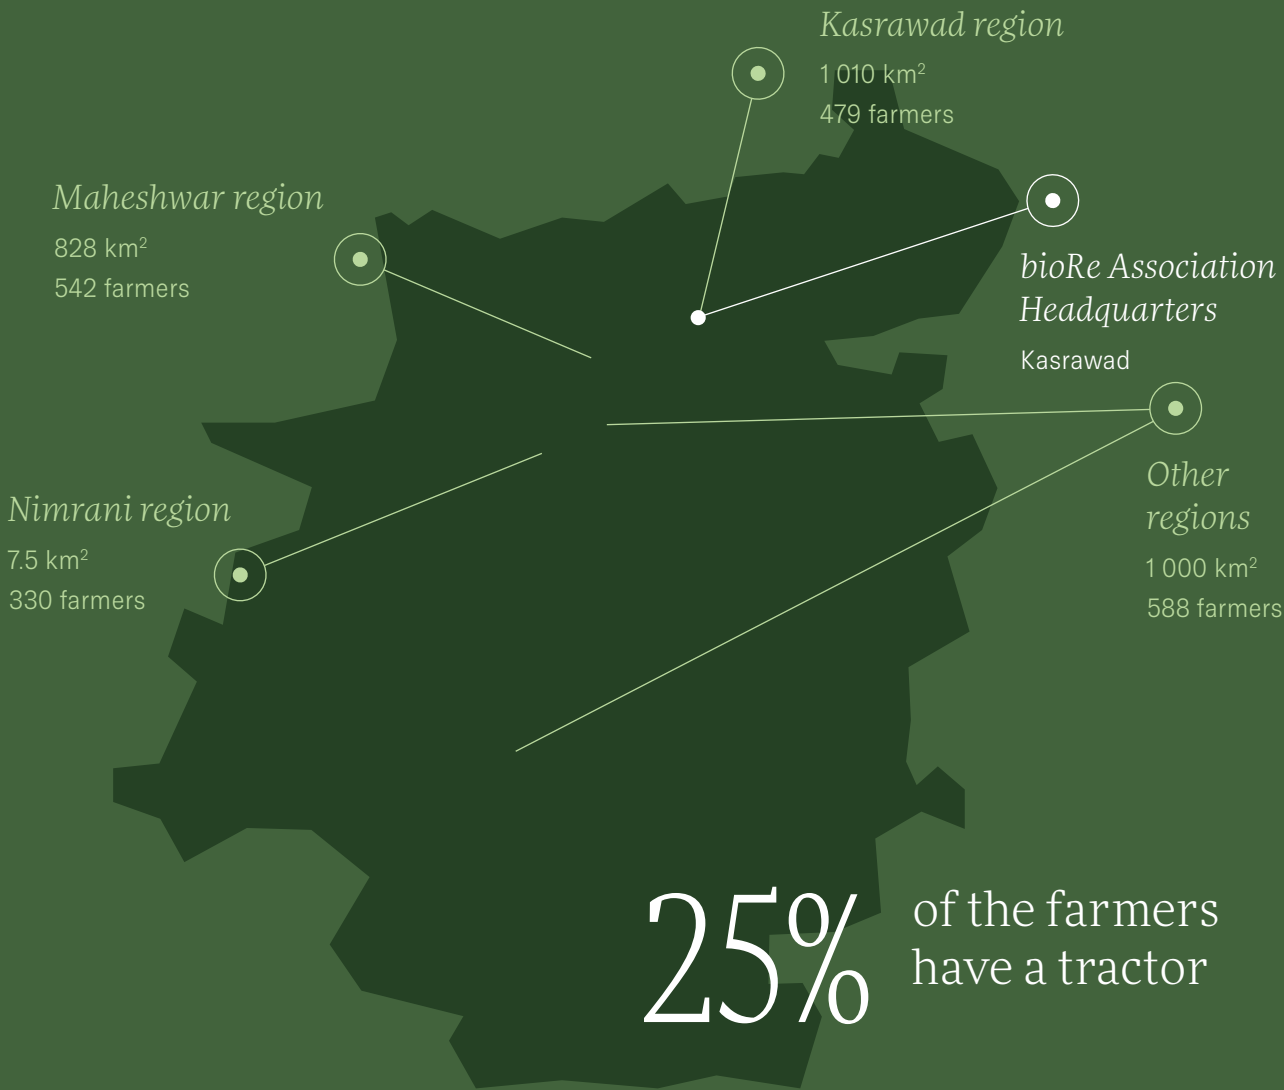 Kasrawad region
1 010 km²
479 farmers
Maheshwar region
828 km²
542 farmers
bioRe Association
Headquarters
Kasrawad
Other
regions
1 000 km²
588 farmers
Nimrani region
7.5 km²
330 farmers
25%
of the farmers
have a tractor